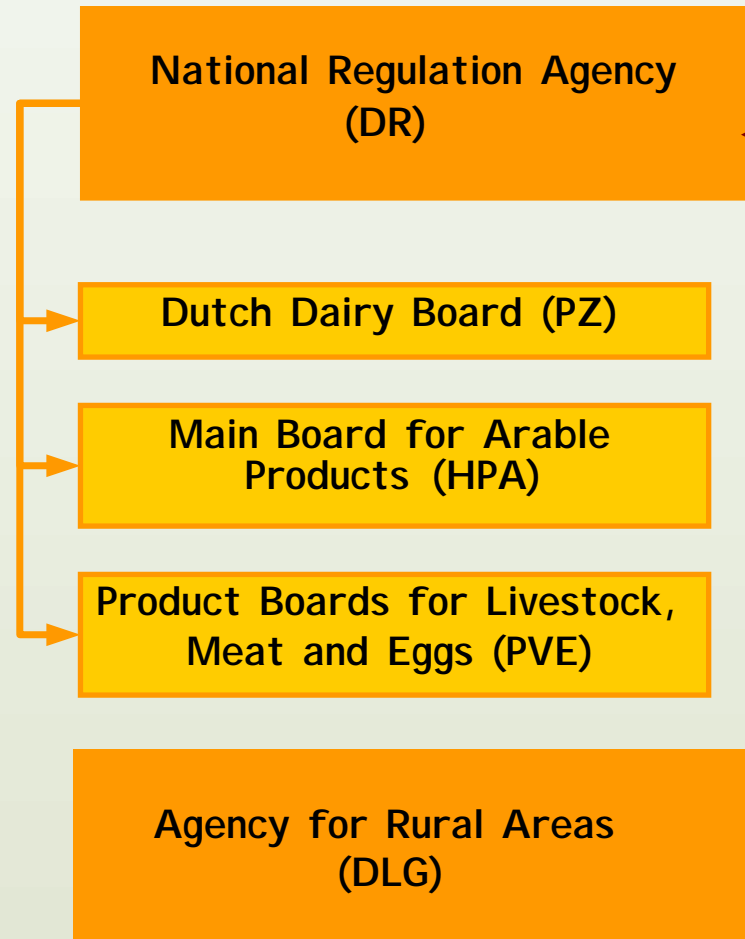 National Regulation Agency
(DR)
Dutch Dairy Board (PZ)
Main Board for Arable
Products (HPA)
Product Boards for Livestock,
Meat and Eggs (PVE)
Agency for Rural Areas
(DLG)